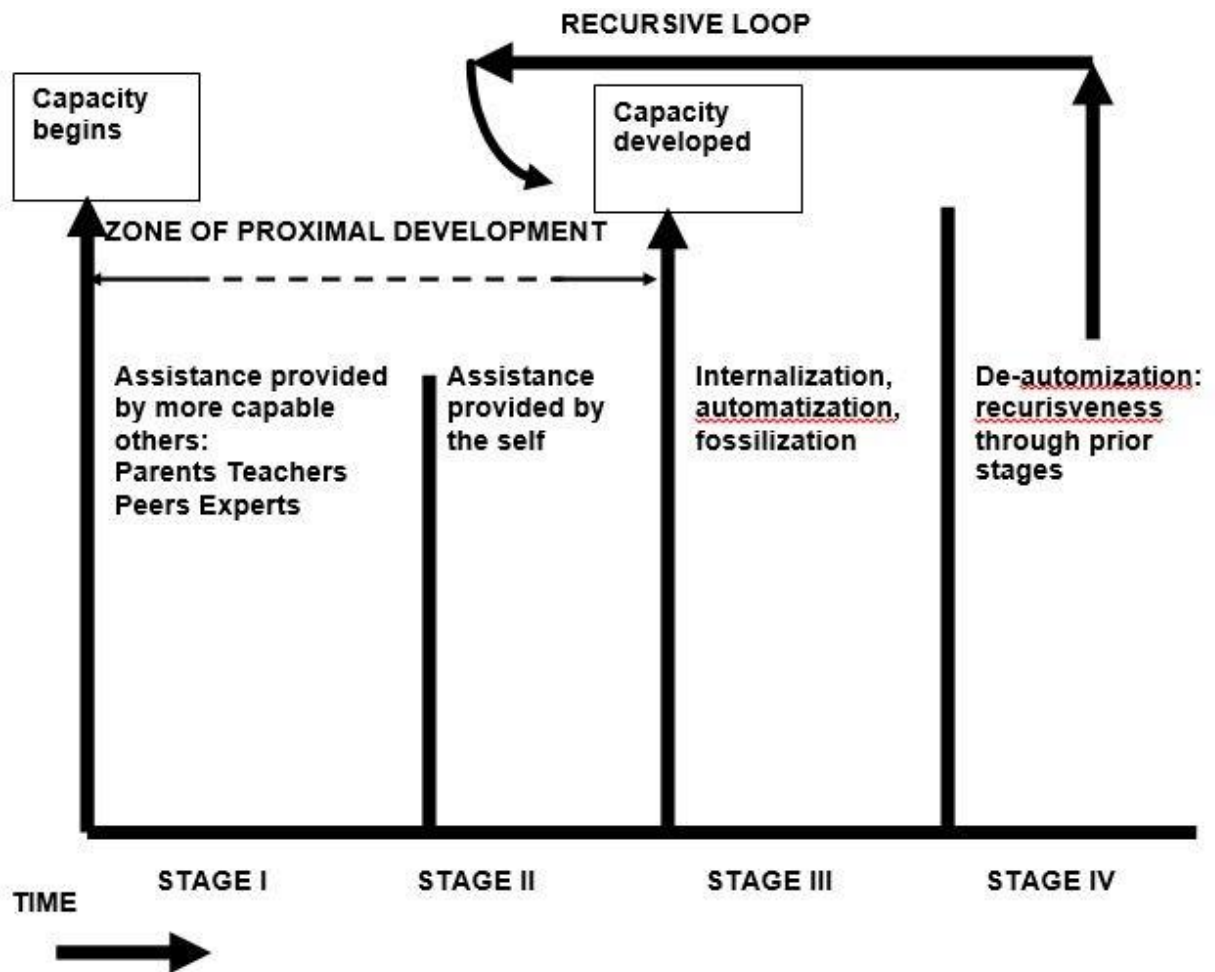 RECURSIVE LOOP
Capacity
begins
Capacity
developed
ZONE OF PROXIMAL DEVELOPMENT
Assistance provided
by more capable
others:
Parents Teachers
Peers Experts
Assistance
provided by
the self
Internalization,
automatization,
fossilization
De-automization:
recurisveness
through prior
stages
STAGE I
STAGE II
STAGE III
STAGE IV
TIME